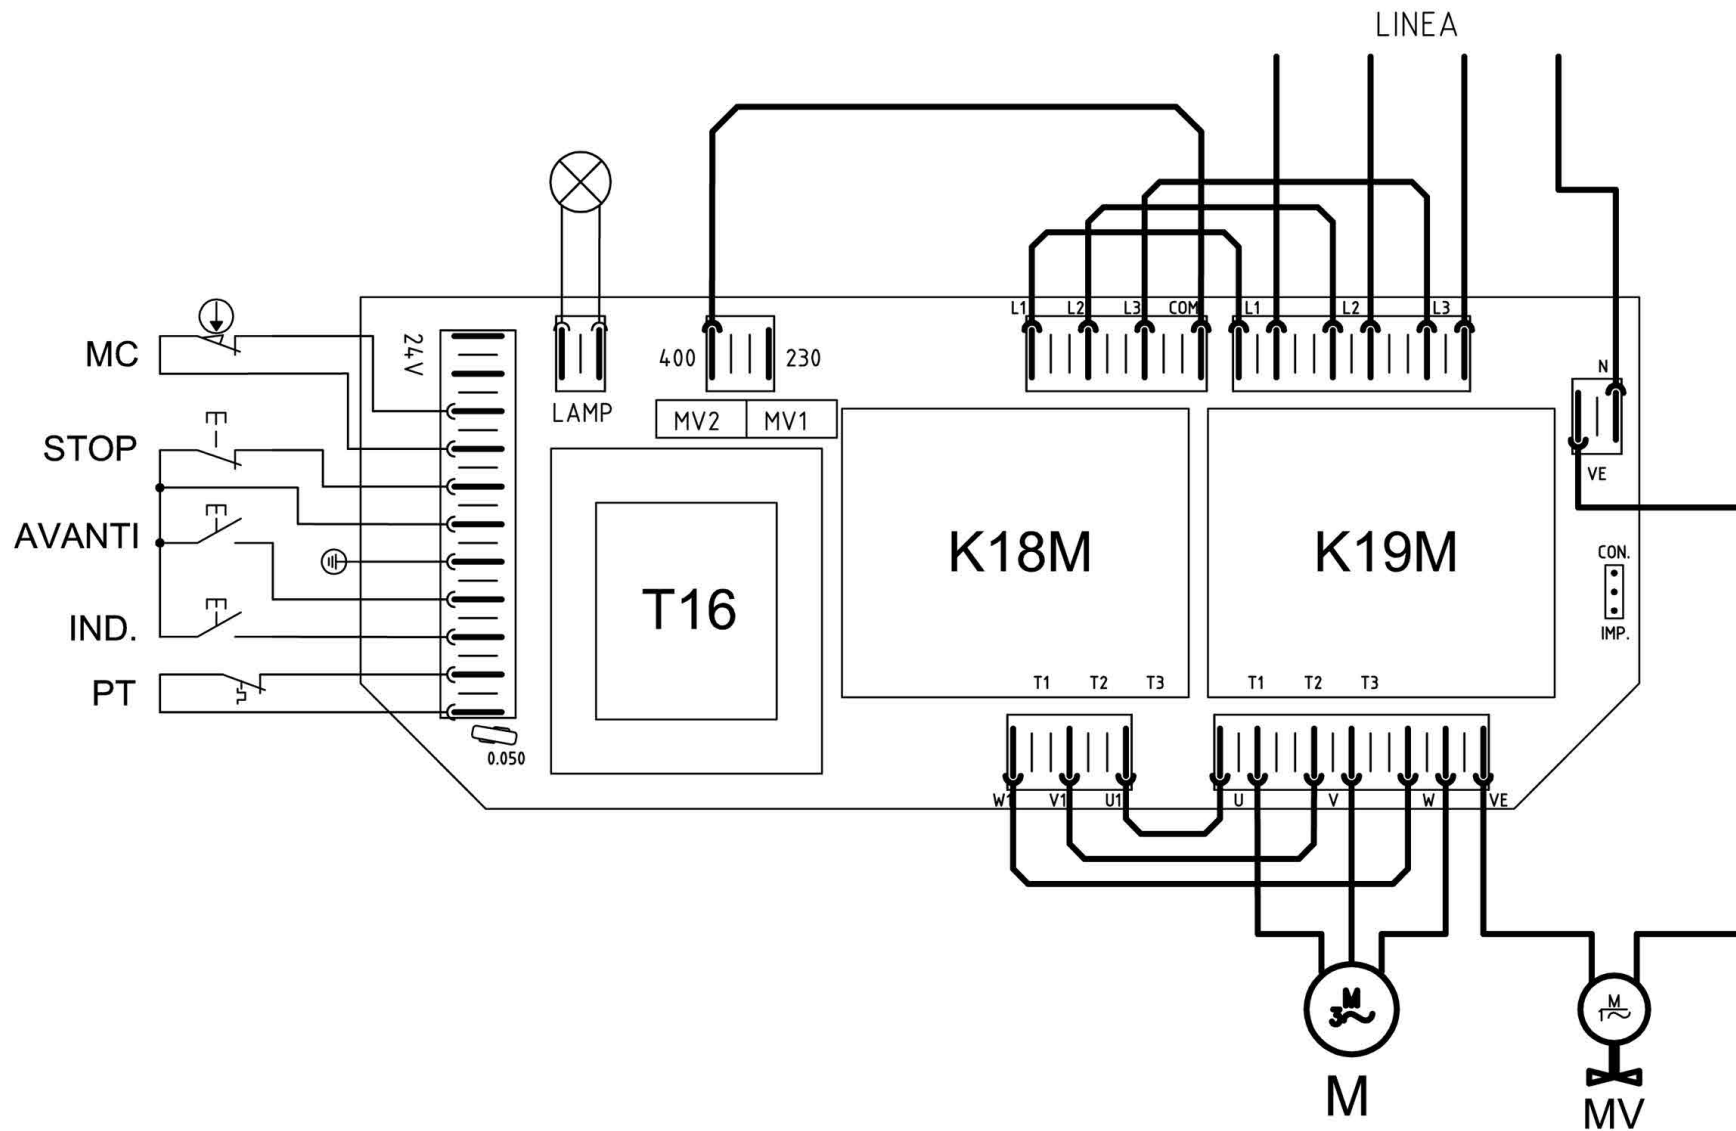 LINEA
L1 L2 L3 COM L1 L2 L3
MC
24V
400
230
N
LAMP
MV2 MV1
STOP
VE
AVANTI
K18M
K19M
CON.
T16
IND.
IMP.
PT
T1 T2 T3 T1 T2 T3
0.050
W1 V1 U1 U V W VE
M
3~
M
1~
M
MV